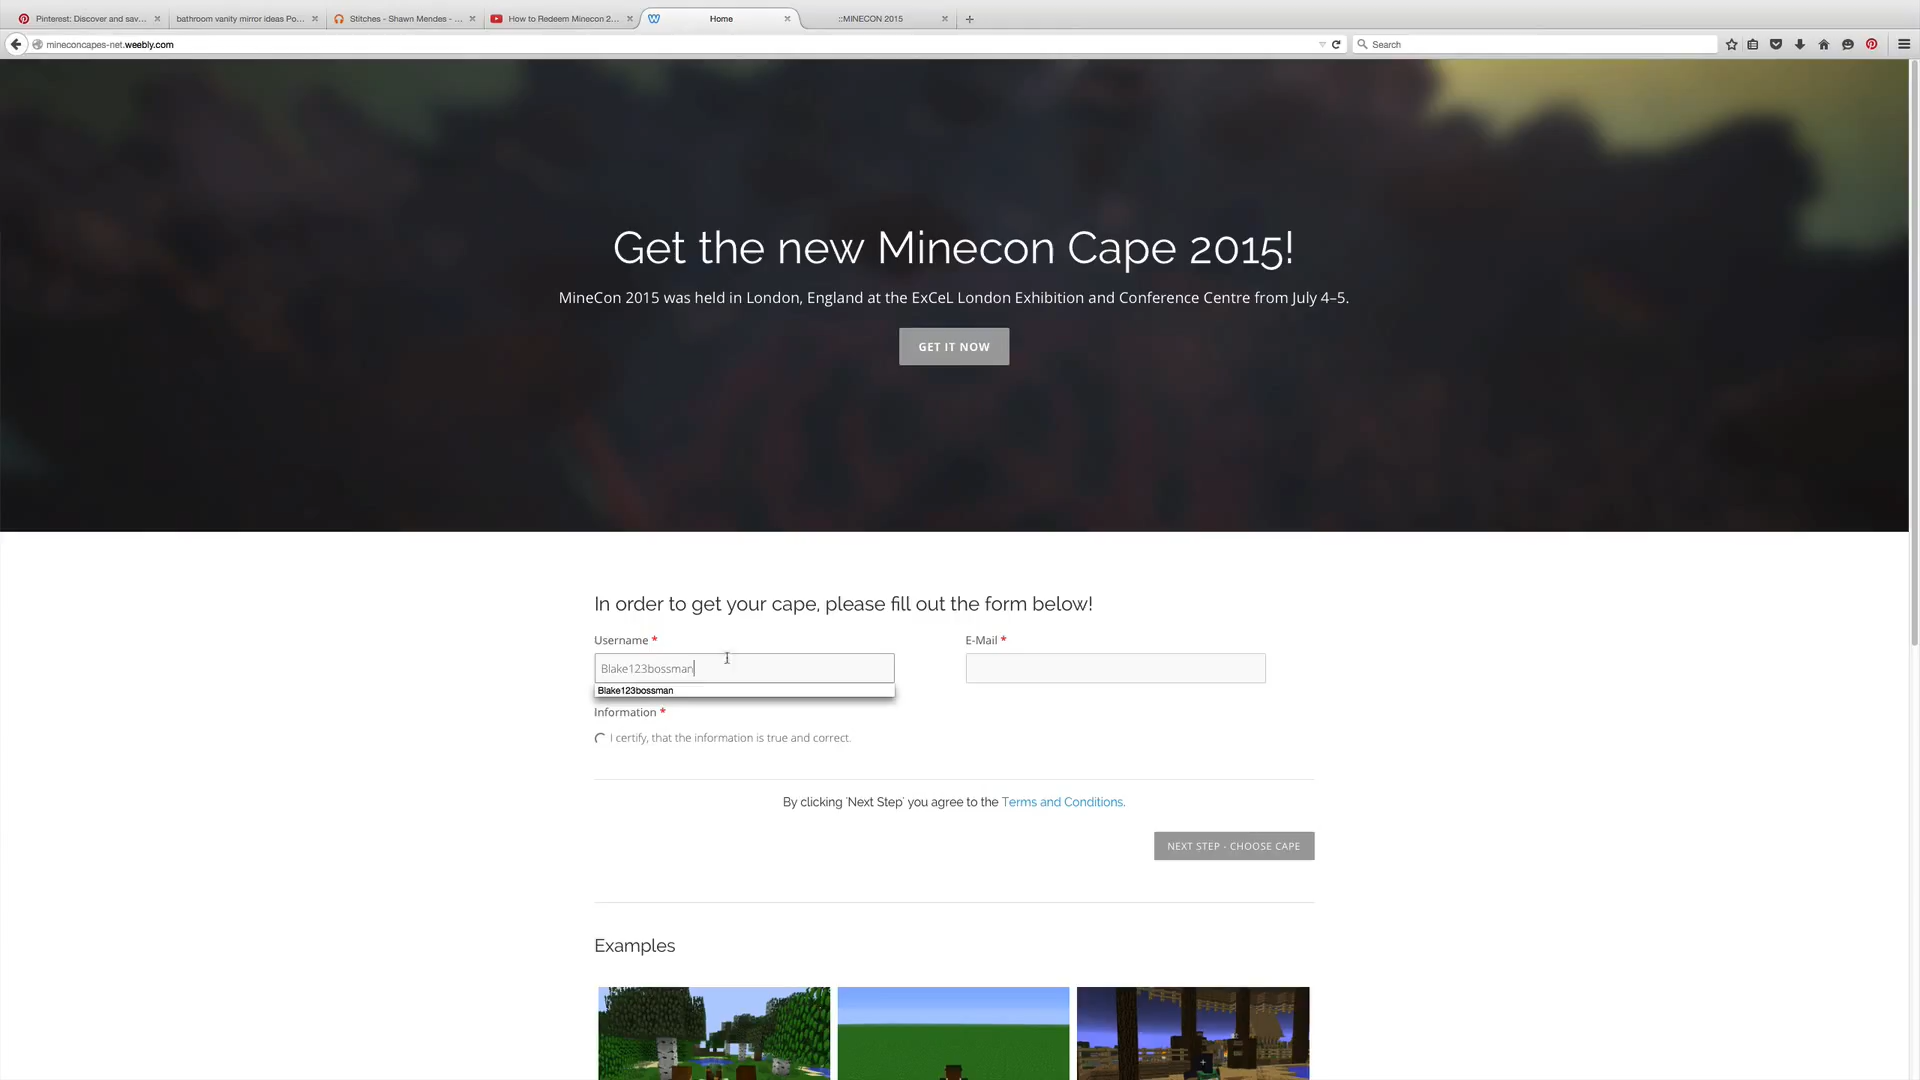 Pinterest: Discover and sav...
bathroom vanity mirror ideas Po...
Stitches - Shawn Mendes - ...
How to Redeem Minecon 2...
Home
::MINECON 2015
mineconcapes-net.weebly.com
Search
Get the new Minecon Cape 2015!
MineCon 2015 was held in London, England at the ExCeL London Exhibition and Conference Centre from July 4–5.
GET IT NOW
In order to get your cape, please fill out the form below!
Username *
E-Mail *
Blake123bossman
Blake123bossman
Information *
I certify, that the information is true and correct.
By clicking 'Next Step' you agree to the Terms and Conditions.
NEXT STEP - CHOOSE CAPE
Examples